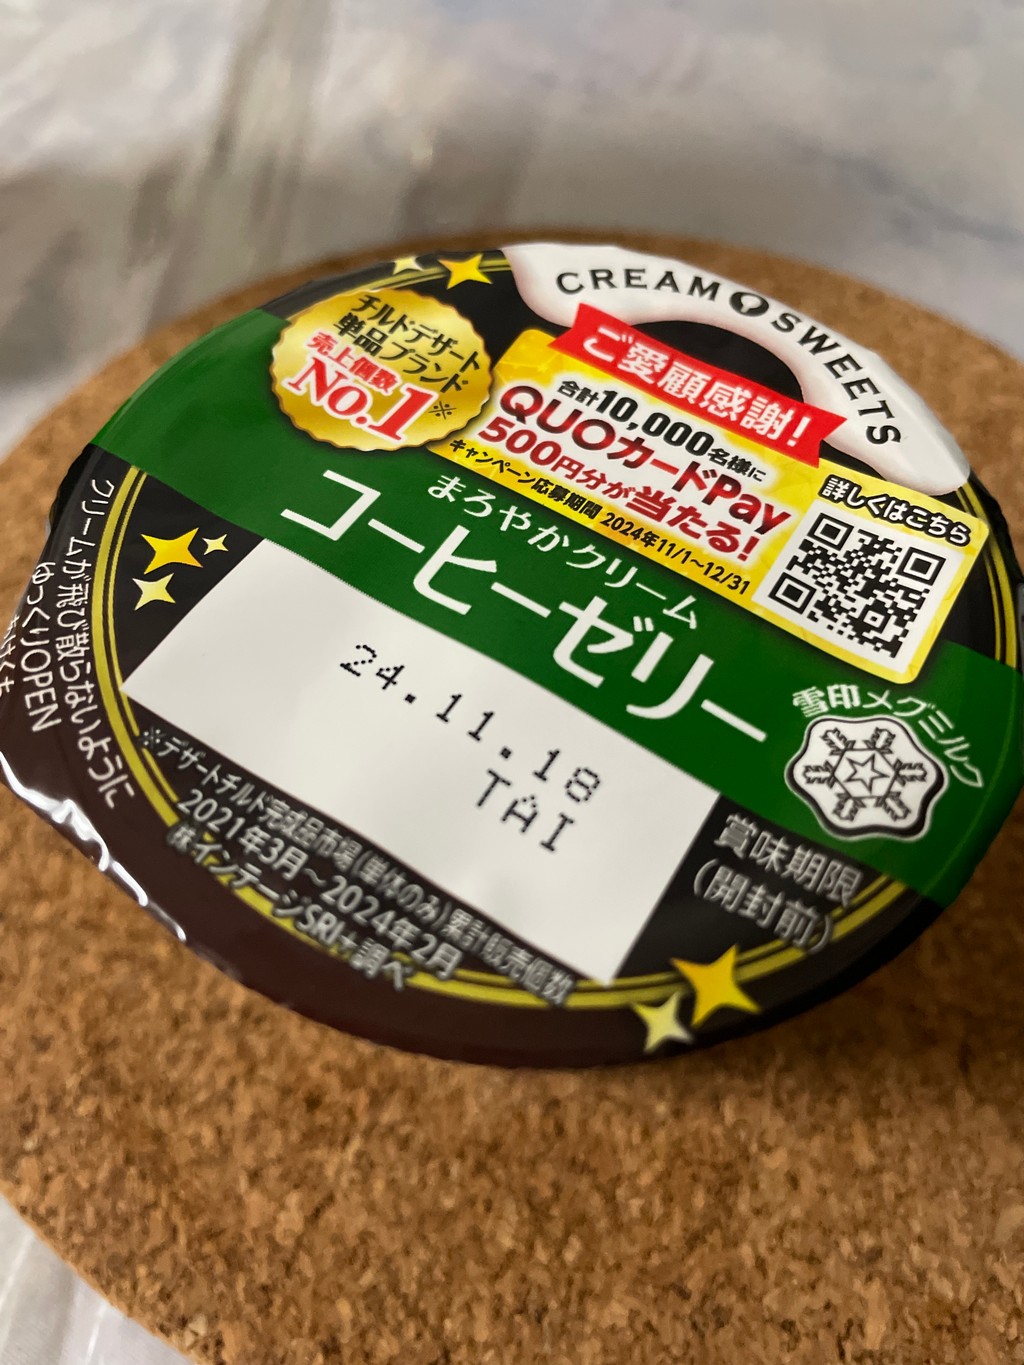 CREAM SWEETS
チルドデザート
単品ブランド
売上個数
No.1※
ご愛顧感謝!
合計10,000名様に
QUOカードPay
500円分が当たる!
キャンペーン応募期間 2024年11/1~12/31
詳しくはこちら
まろやかクリーム
コーヒーゼリー
雪印メグミルク
24.11.18
TAI
賞味期限
(開封前)
クリームが飛び散らないように
ゆっくりOPEN
※デザートチルド完成品市場(単体のみ)累計販売個数
2021年3月~2024年2月
㈱インテージSRI+調べ